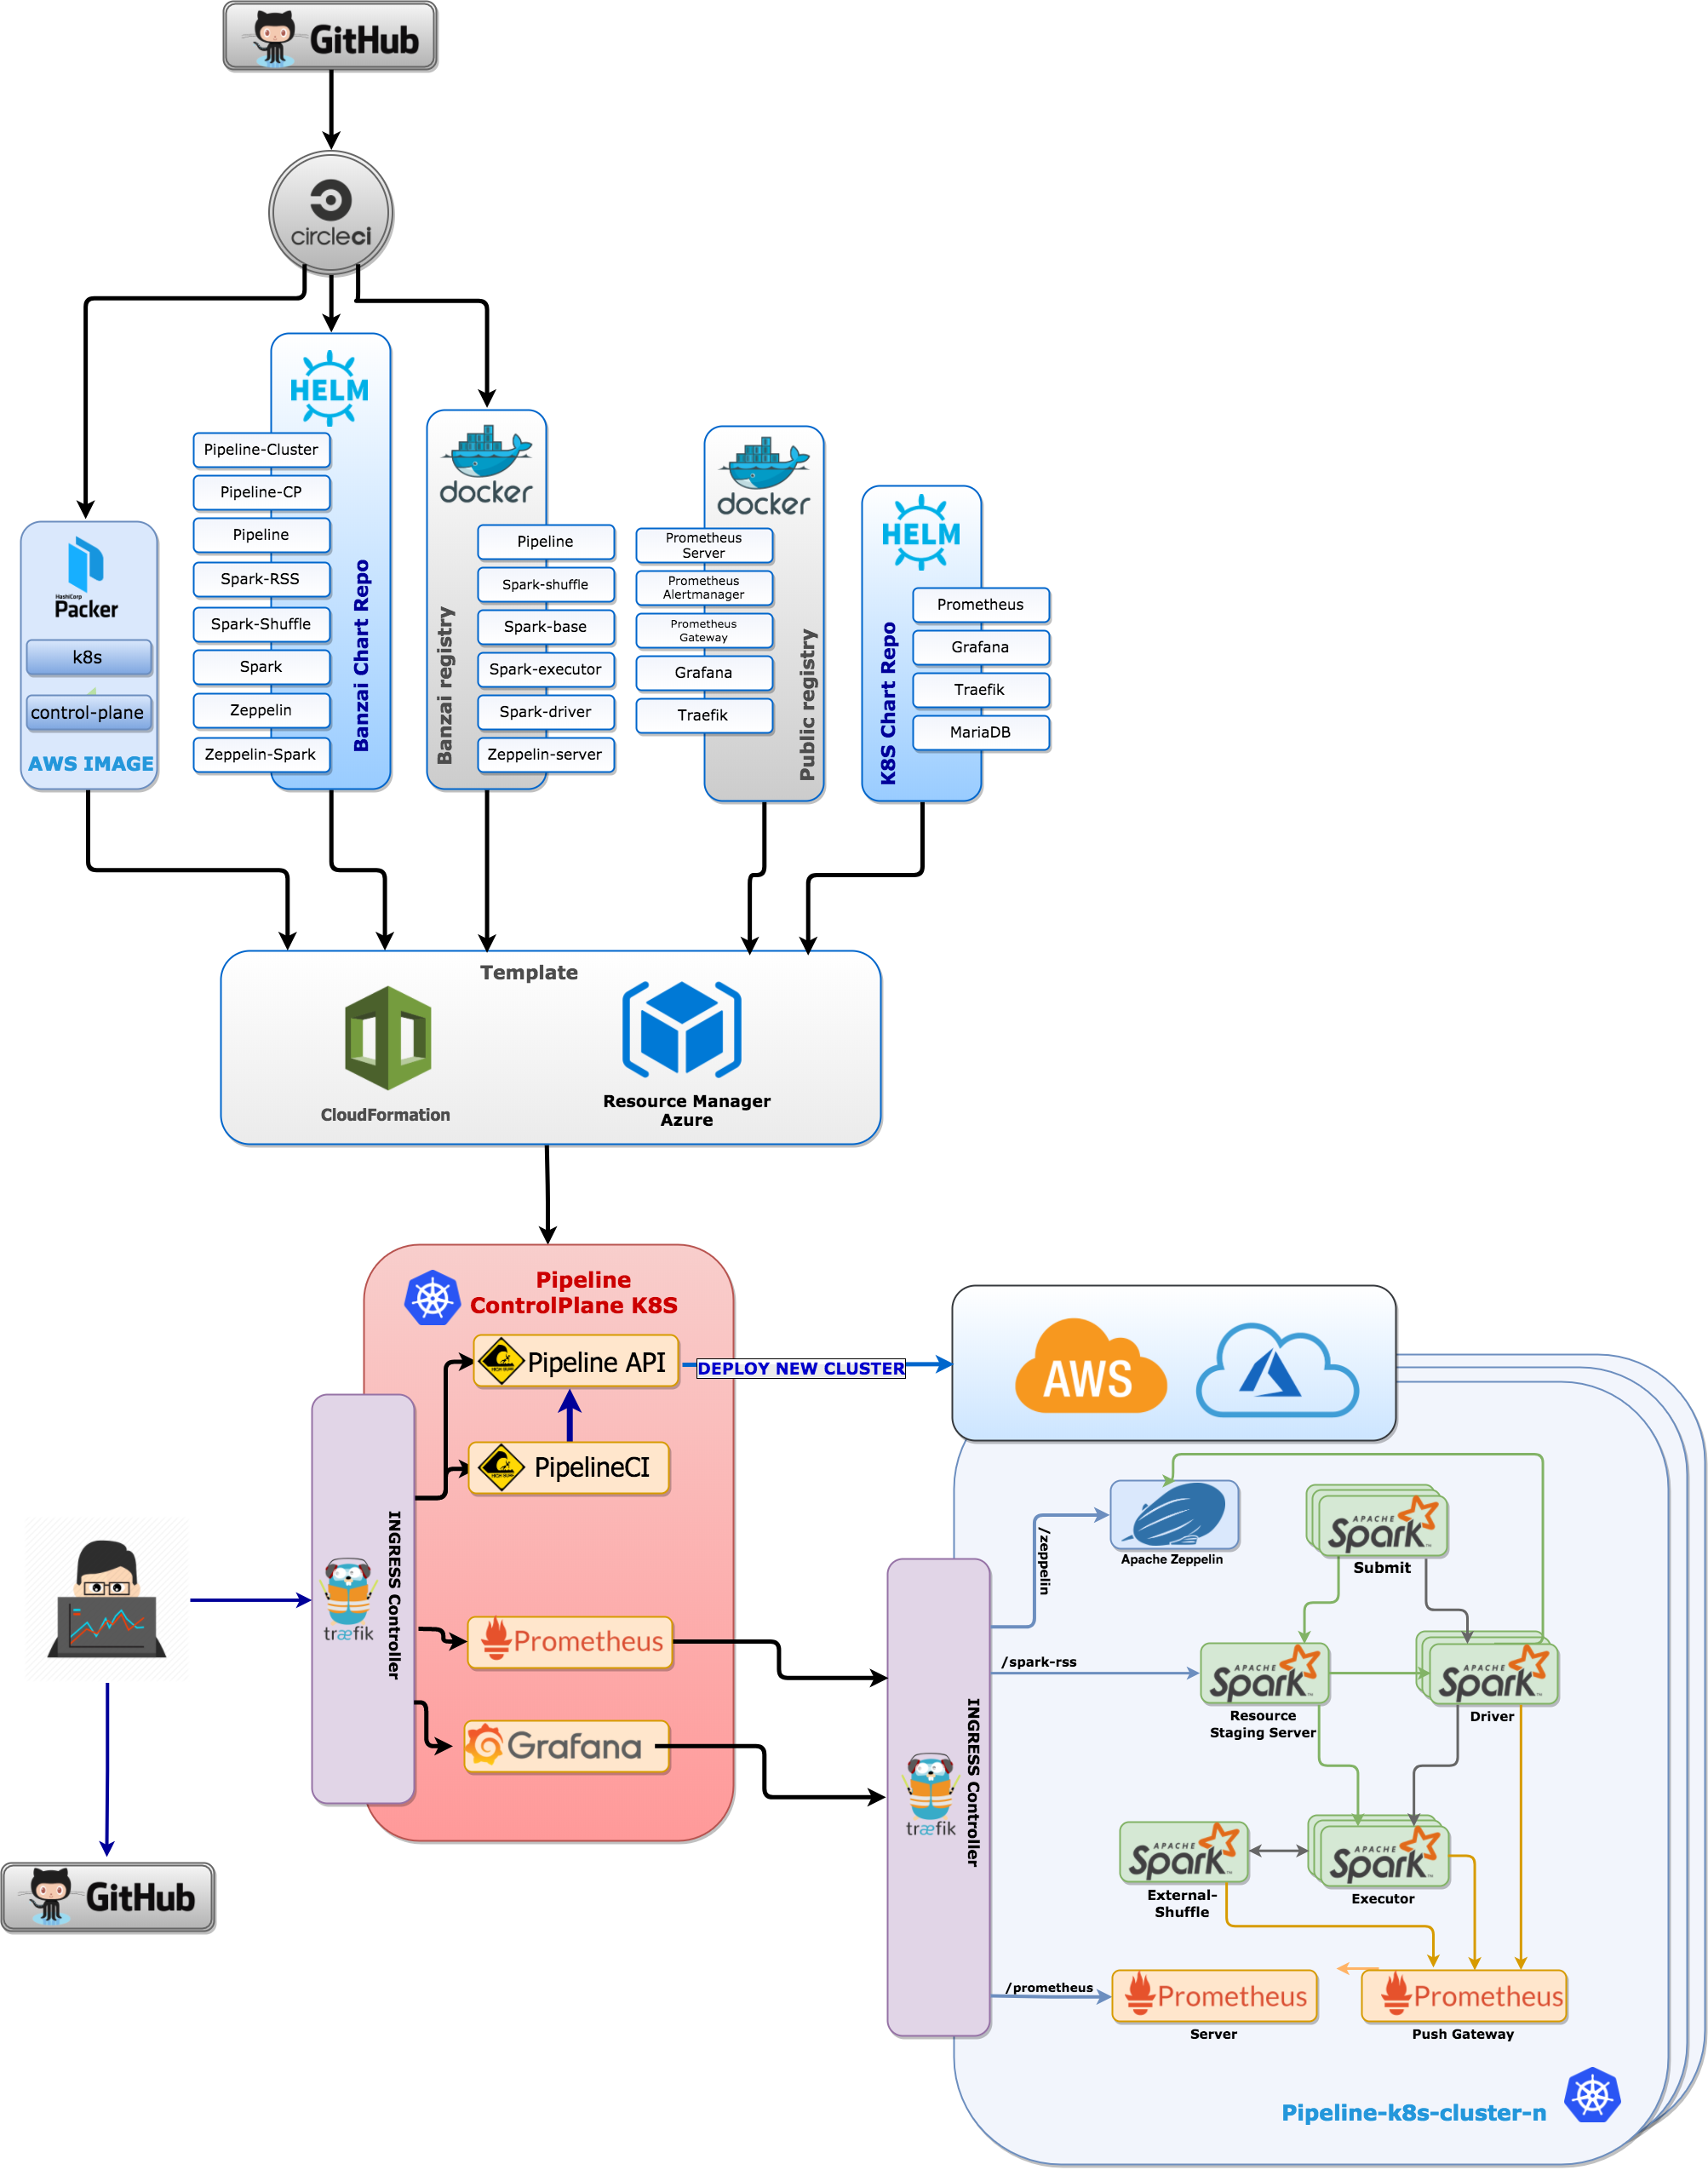 GitHub
circleci
HELM
Pipeline-Cluster
Pipeline-CP
Pipeline
Spark-RSS
Spark-Shuffle
Spark
Zeppelin
Zeppelin-Spark
Banzai Chart Repo
docker
Pipeline
Spark-shuffle
Spark-base
Spark-executor
Spark-driver
Zeppelin-server
Banzai registry
docker
Prometheus
Server
Prometheus
Alertmanager
Prometheus
Gateway
Grafana
Traefik
Public registry
HELM
Prometheus
Grafana
Traefik
MariaDB
K8S Chart Repo
HashiCorp
Packer
k8s
control-plane
AWS IMAGE
Template
CloudFormation
Resource Manager
Azure
Pipeline
ControlPlane K8S
Pipeline API
PipelineCI
DEPLOY NEW CLUSTER
AWS
INGRESS Controller
træfik
Prometheus
Grafana
GitHub
/zeppelin
Apache Zeppelin
APACHE
Spark™
Submit
/spark-rss
APACHE
Spark™
Resource
Staging Server
APACHE
Spark™
Driver
INGRESS Controller
træfik
APACHE
Spark™
External-
Shuffle
APACHE
Spark™
Executor
/prometheus
Prometheus
Server
Prometheus
Push Gateway
Pipeline-k8s-cluster-n